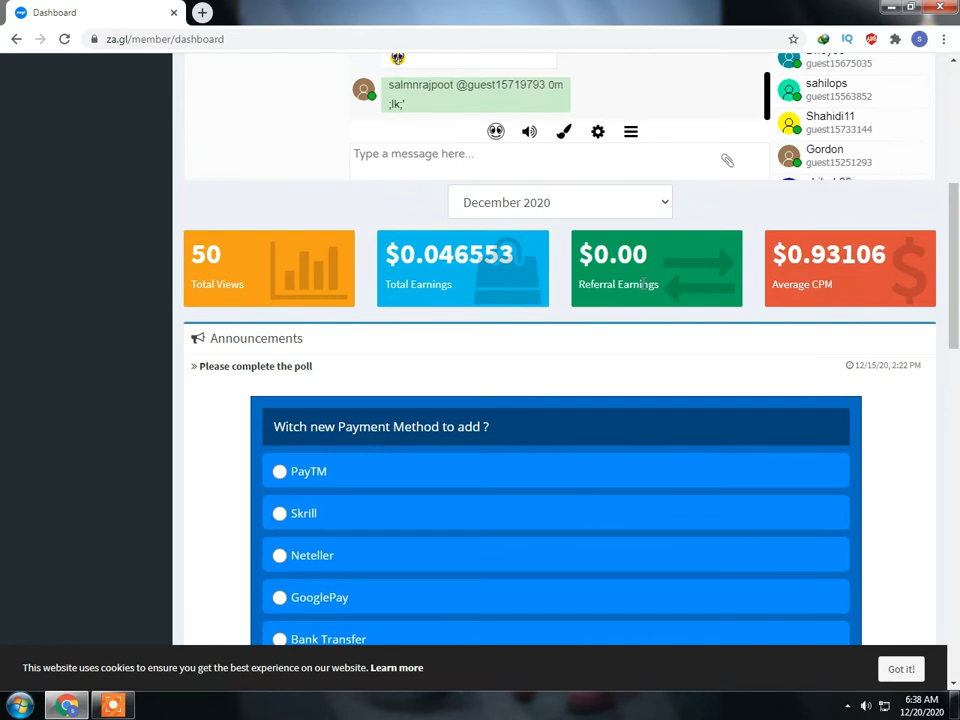 Dashboard
za.gl/member/dashboard
guest15675035
salmnrajpoot @guest15719793 0m
;lk;'
sahilops
guest15563852
Shahidi11
guest15733144
Gordon
guest15251293
Type a message here...
December 2020
50
Total Views
$0.046553
Total Earnings
$0.00
Referral Earnings
$0.93106
Average CPM
Announcements
» Please complete the poll
12/15/20, 2:22 PM
Witch new Payment Method to add ?
PayTM
Skrill
Neteller
GooglePay
Bank Transfer
This website uses cookies to ensure you get the best experience on our website. Learn more
Got it!
6:38 AM
12/20/2020